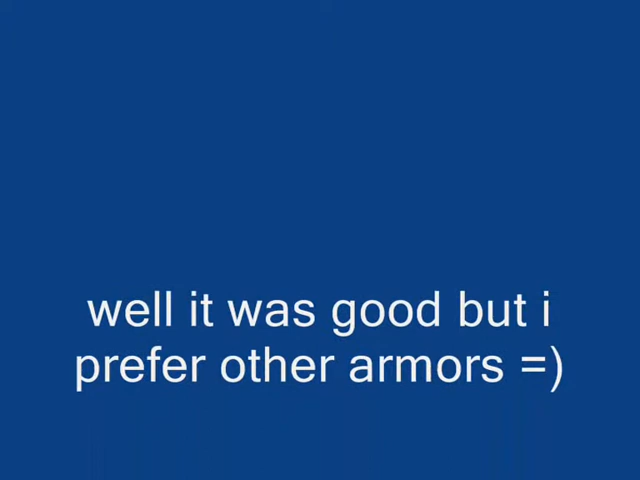 well it was good but i
prefer other armors =)